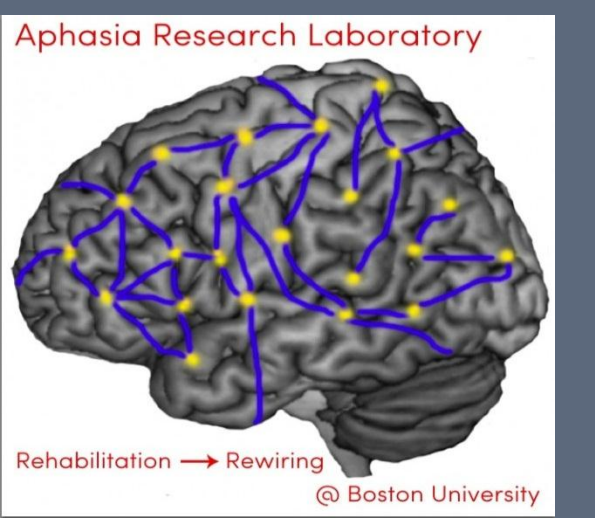 Aphasia Research Laboratory
Rehabilitation → Rewiring
@ Boston University